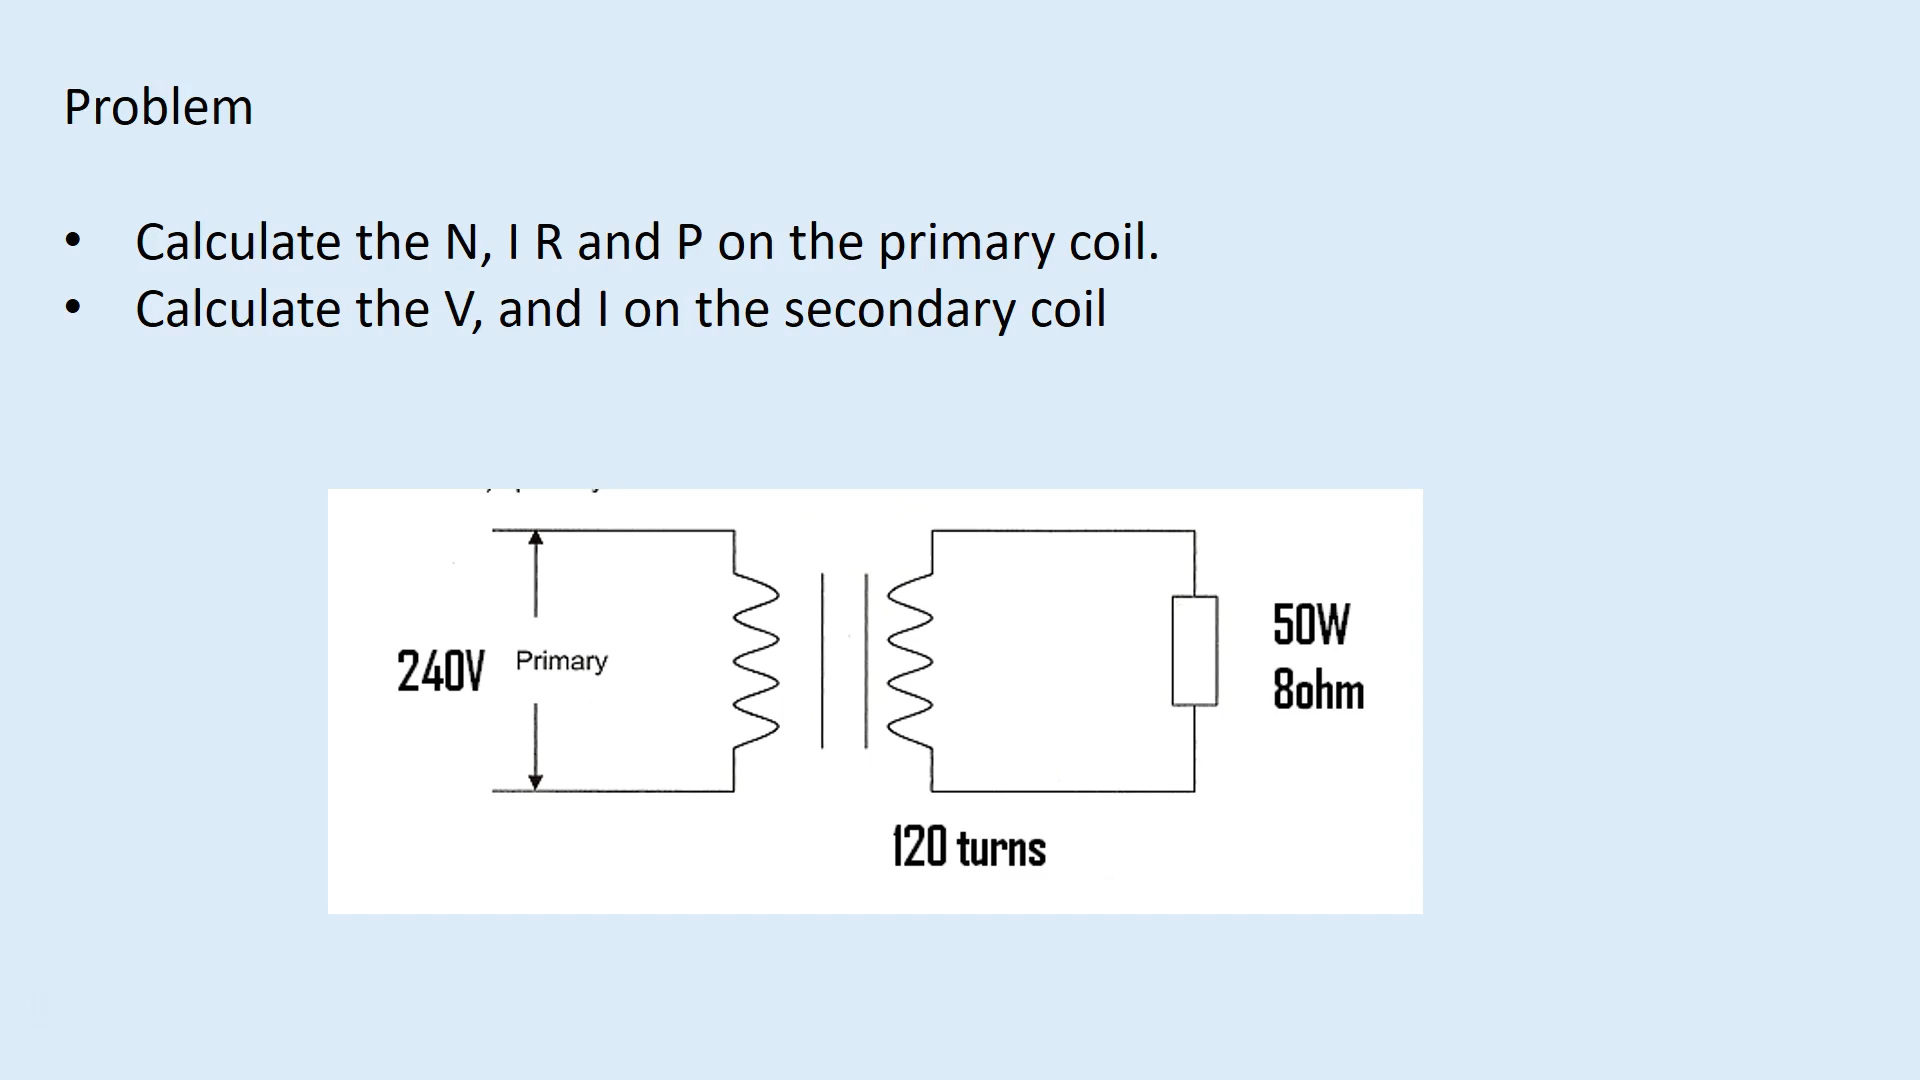 Problem
• Calculate the N, I R and P on the primary coil.
• Calculate the V, and I on the secondary coil
240V
Primary
50W
8ohm
120 turns